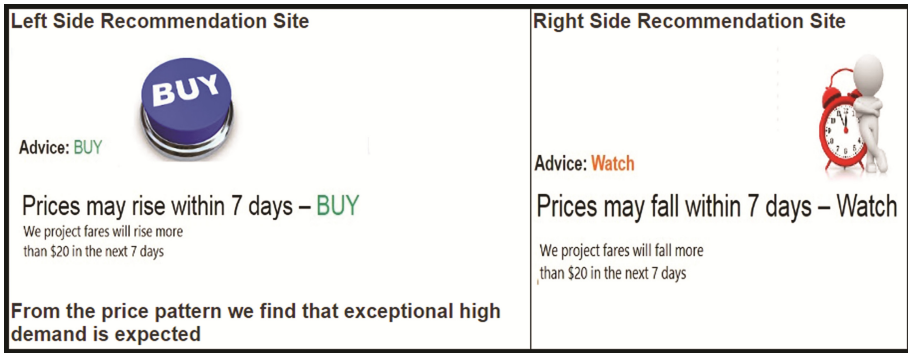 Left Side Recommendation Site
BUY
Advice: BUY
Prices may rise within 7 days – BUY
We project fares will rise more
than $20 in the next 7 days
From the price pattern we find that exceptional high
demand is expected
Right Side Recommendation Site
Advice: Watch
Prices may fall within 7 days – Watch
We project fares will fall more
than $20 in the next 7 days